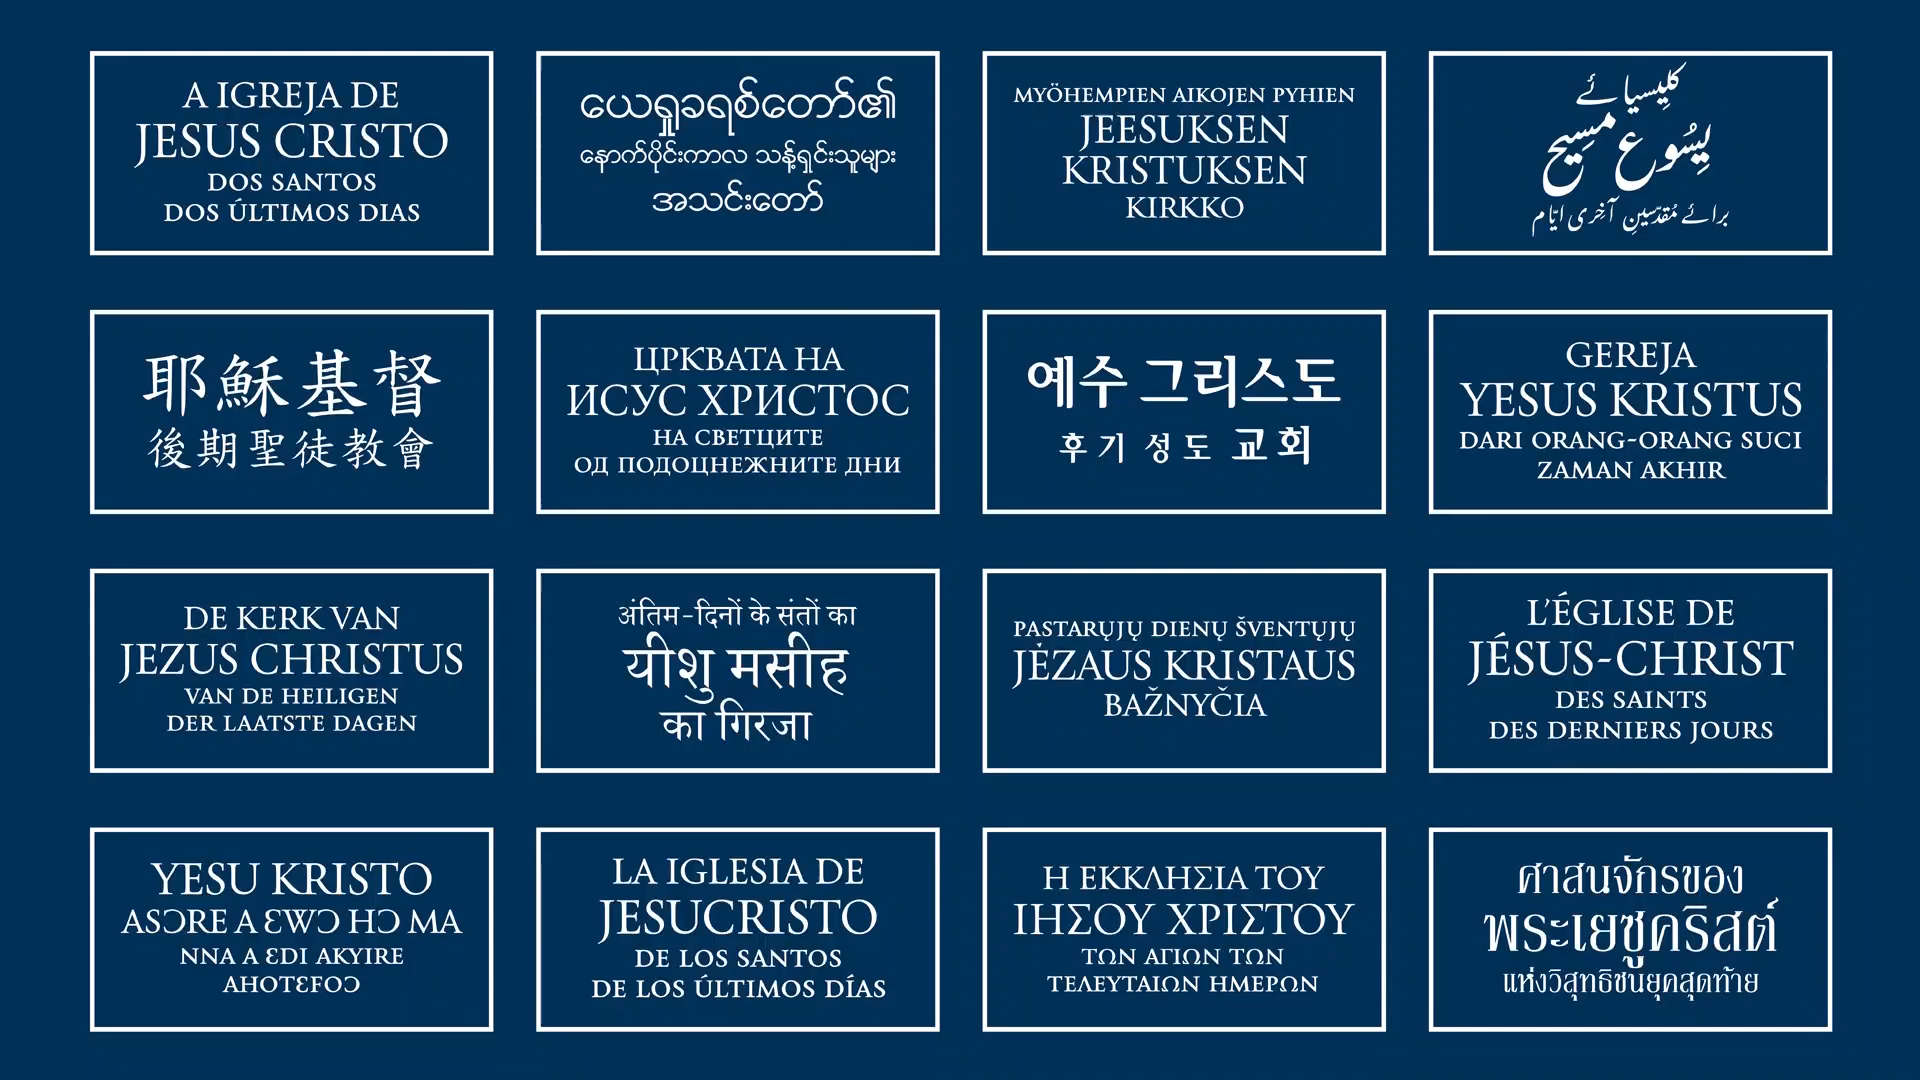 A IGREJA DE
JESUS CRISTO
DOS SANTOS
DOS ÚLTIMOS DIAS
ယေရှုခရစ်တော်၏
နောက်ပိုင်းကာလ သန့်ရှင်းသူများ
အသင်းတော်
MYÖHEMPIEN AIKOJEN PYHIEN
JEESUKSEN
KRISTUKSEN
KIRKKO
کلِیسیائے
یِسُوع مسِیح
برائے مُقدّسینِ آخِری ایّام
耶穌基督
後期聖徒教會
ЦРКВАТА НА
ИСУС ХРИСТОС
НА СВЕТЦИТЕ
ОД ПОДОЦНЕЖНИТЕ ДНИ
예수 그리스도
후기 성도 교회
GEREJA
YESUS KRISTUS
DARI ORANG-ORANG SUCI
ZAMAN AKHIR
DE KERK VAN
JEZUS CHRISTUS
VAN DE HEILIGEN
DER LAATSTE DAGEN
अंतिम-दिनों के संतों का
यीशु मसीह
का गिरजा
PASTARŲJŲ DIENŲ ŠVENTŲJŲ
JĖZAUS KRISTAUS
BAŽNYČIA
L'ÉGLISE DE
JÉSUS-CHRIST
DES SAINTS
DES DERNIERS JOURS
YESU KRISTO
ASƆRE A ƐWƆ HƆ MA
NNA A ƐDI AKYIRE
AHOTƐFOƆ
LA IGLESIA DE
JESUCRISTO
DE LOS SANTOS
DE LOS ÚLTIMOS DÍAS
Η ΕΚΚΛΗΣΙΑ ΤΟΥ
ΙΗΣΟΥ ΧΡΙΣΤΟΥ
ΤΩΝ ΑΓΙΩΝ ΤΩΝ
ΤΕΛΕΥΤΑΙΩΝ ΗΜΕΡΩΝ
ศาสนจักรของ
พระเยซูคริสต์
แห่งวิสุทธิชนยุคสุดท้าย